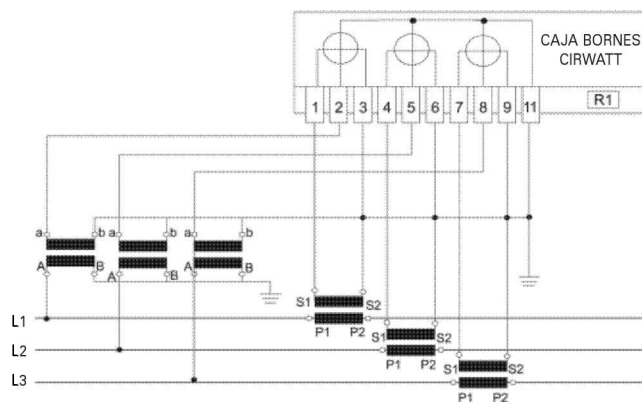 CAJA BORNES
CIRWATT
R1
1 2 3 4 5 6 7 8 9 11
a b a b a b
A B A B A B
S1 S2
L1
P1 P2
S1 S2
L2
P1 P2
S1 S2
L3
P1 P2